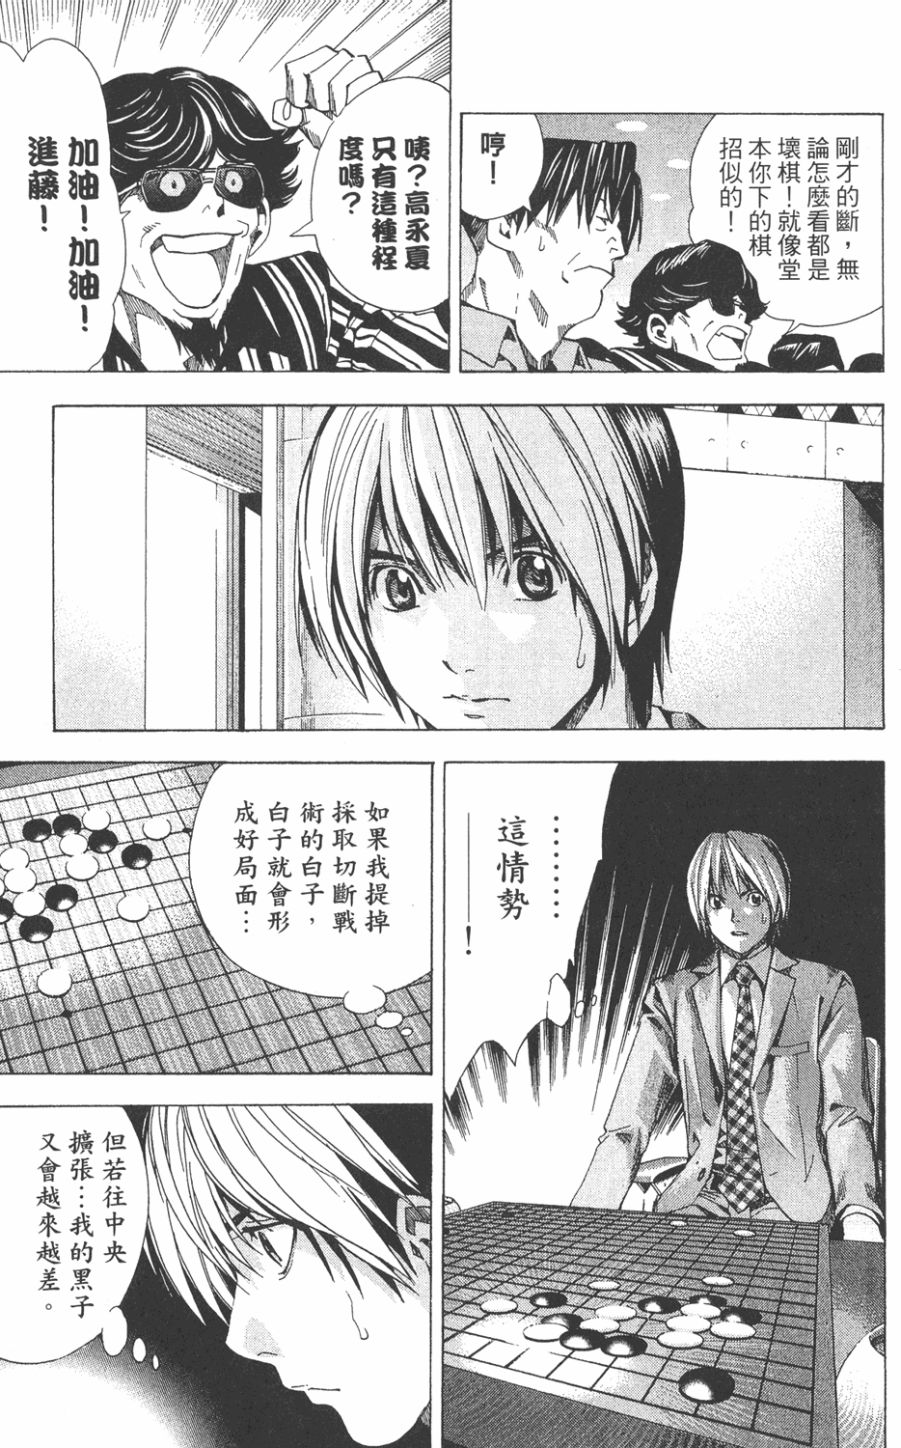 剛才的斷，無
論怎麼看都是
壞棋！就像堂
本你下的棋
招似的！
哼！
咦？高永夏
只有這種程
度嗎？
加油！加油！
進藤！
………
這情勢
！
如果我提掉
採取切斷戰
術的白子，
白子就會形
成好局面…
但若往中央
擴張…我的黑子
又會越來越差。